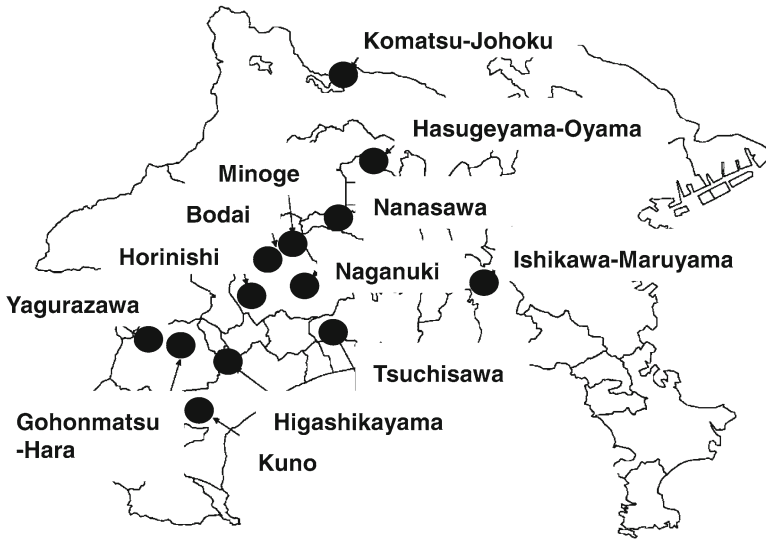 Komatsu-Johoku
Hasugeyama-Oyama
Minoge
Nanasawa
Bodai
Horinishi
Naganuki
Ishikawa-Maruyama
Yagurazawa
Tsuchisawa
Gohonmatsu
-Hara
Higashikayama
Kuno